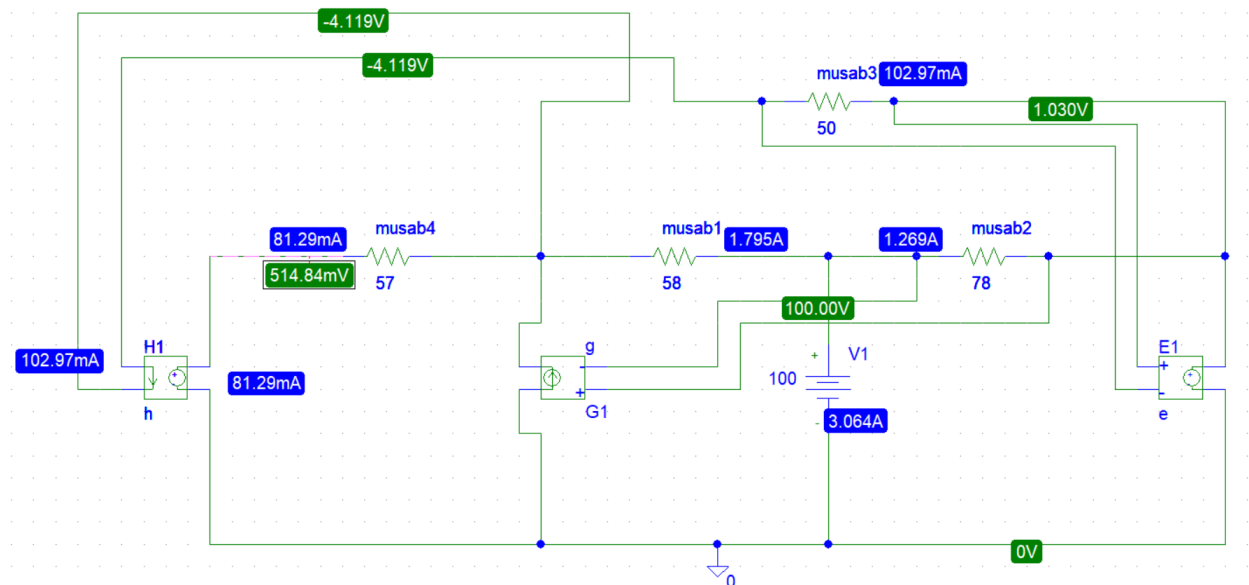 -4.119V
-4.119V
musab3 102.97mA
50
1.030V
musab4
musab1
musab2
81.29mA
1.795A
1.269A
514.84mV
57
58
78
100.00V
H1
g
V1
E1
102.97mA
+
-
+
+
100
+
-
+
81.29mA
h
G1
-
3.064A
e
0V
0